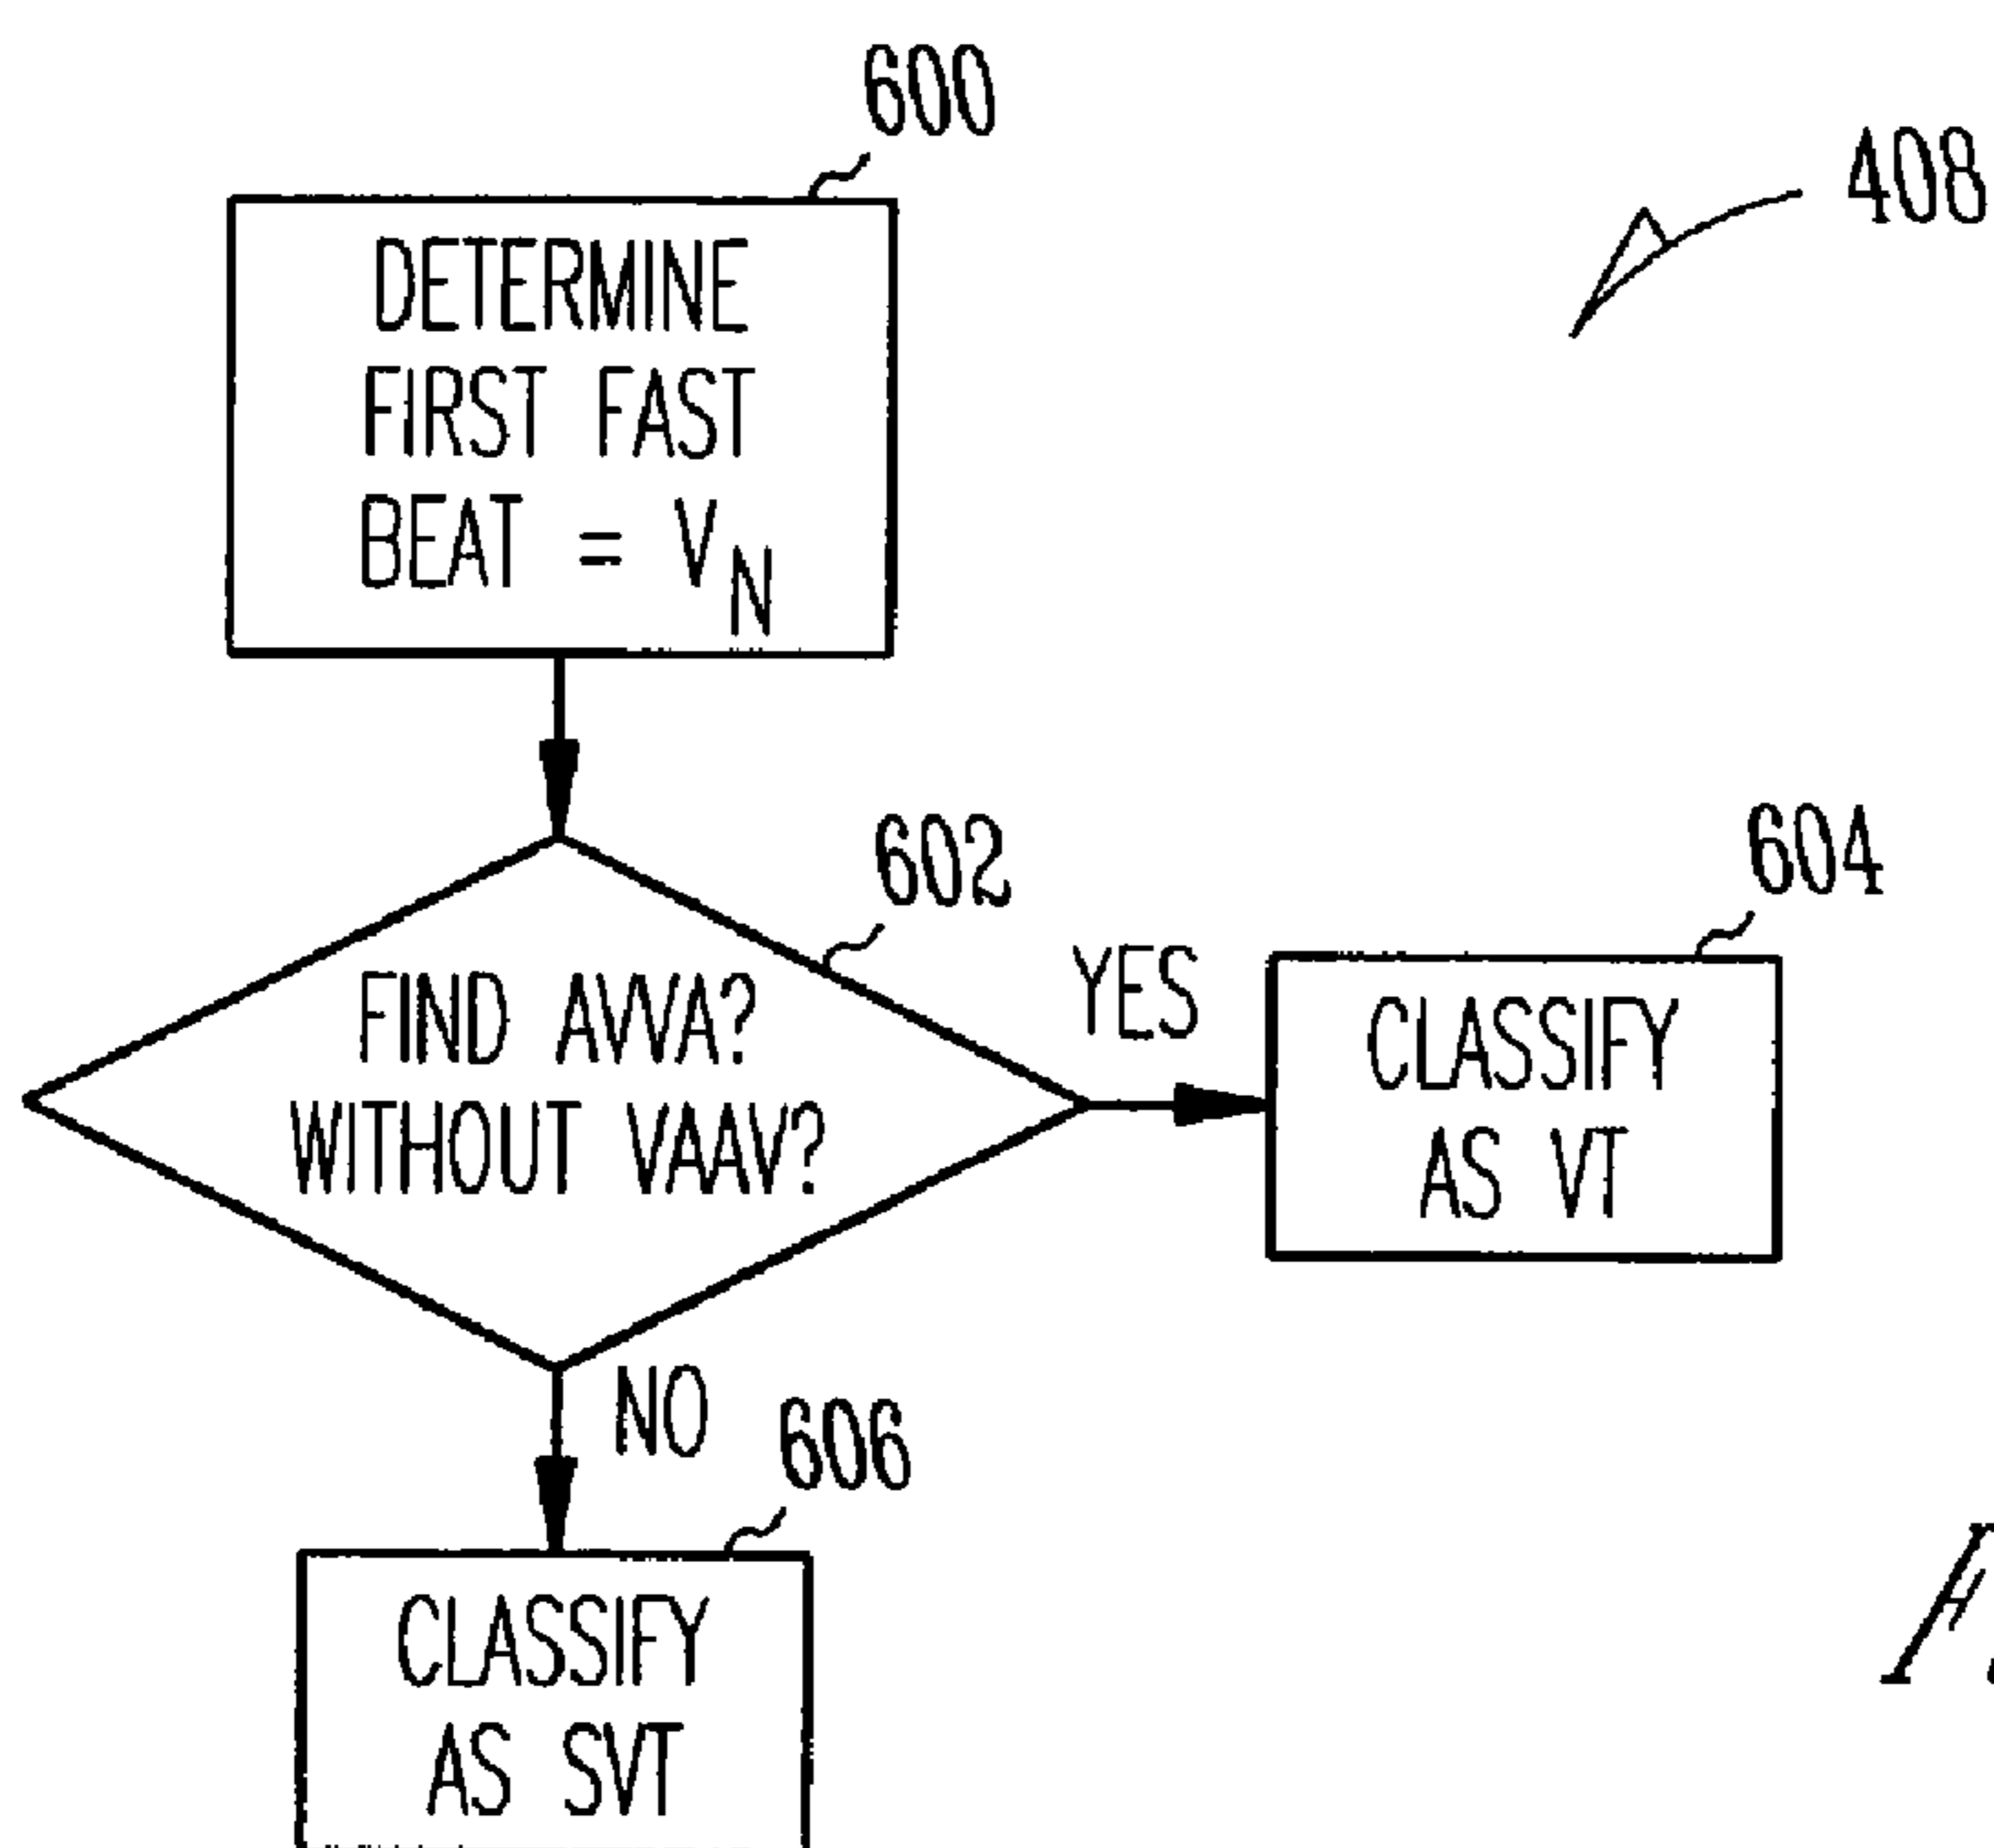 600
408
DETERMINE
FIRST FAST
BEAT = V_N
602
604
FIND AVVA?
WITHOUT VAAV?
YES
CLASSIFY
AS VT
NO
606
CLASSIFY
AS SVT